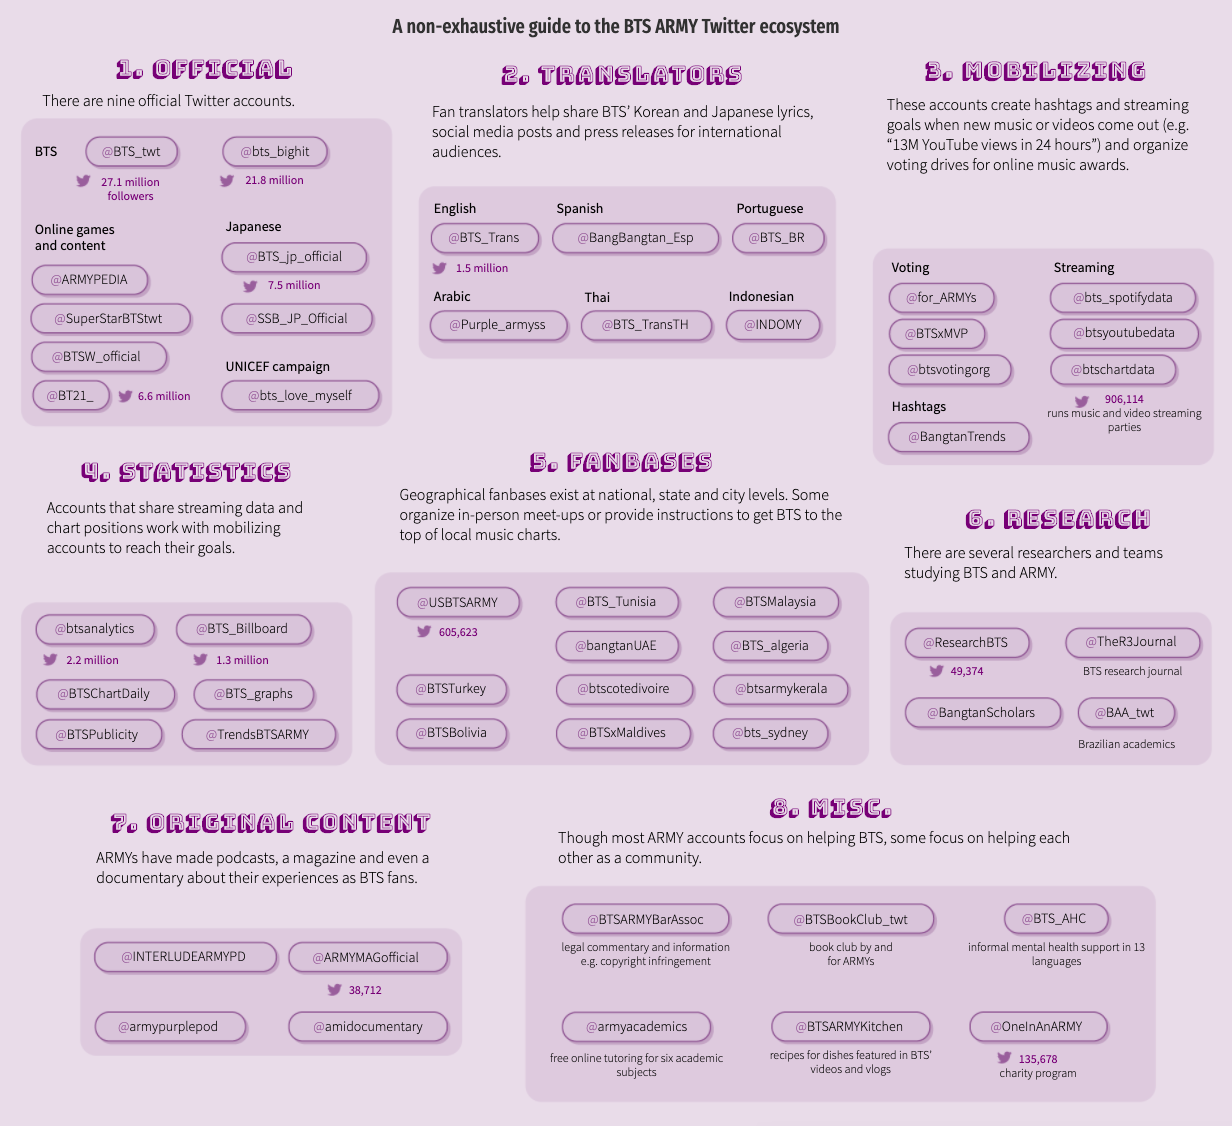 A non-exhaustive guide to the BTS ARMY Twitter ecosystem
1. OFFICIAL
There are nine official Twitter accounts.
BTS
@BTS_twt
@bts_bighit
27.1 million
followers
21.8 million
Online games
and content
@ARMYPEDIA
@SuperStarBTStwt
@BTSW_official
@BT21_
6.6 million
Japanese
@BTS_jp_official
7.5 million
@SSB_JP_Official
UNICEF campaign
@bts_love_myself
2. TRANSLATORS
Fan translators help share BTS’ Korean and Japanese lyrics,
social media posts and press releases for international
audiences.
English
@BTS_Trans
1.5 million
Spanish
@BangBangtan_Esp
Portuguese
@BTS_BR
Arabic
@Purple_armyss
Thai
@BTS_TransTH
Indonesian
@INDOMY
3. MOBILIZING
These accounts create hashtags and streaming
goals when new music or videos come out (e.g.
“13M YouTube views in 24 hours”) and organize
voting drives for online music awards.
Voting
@for_ARMYs
@BTSxMVP
@btsvotingorg
Hashtags
@BangtanTrends
Streaming
@bts_spotifydata
@btsyoutubedata
@btschartdata
906,114
runs music and video streaming
parties
4. STATISTICS
Accounts that share streaming data and
chart positions work with mobilizing
accounts to reach their goals.
@btsanalytics
2.2 million
@BTS_Billboard
1.3 million
@BTSChartDaily
@BTS_graphs
@BTSPublicity
@TrendsBTSARMY
5. FANBASES
Geographical fanbases exist at national, state and city levels. Some
organize in-person meet-ups or provide instructions to get BTS to the
top of local music charts.
@USBTSARMY
605,623
@BTS_Tunisia
@BTSMalaysia
@bangtanUAE
@BTS_algeria
@BTSTurkey
@btscotedivoire
@btsarmykerala
@BTSBolivia
@BTSxMaldives
@bts_sydney
6. RESEARCH
There are several researchers and teams
studying BTS and ARMY.
@ResearchBTS
49,374
@TheR3Journal
BTS research journal
@BangtanScholars
@BAA_twt
Brazilian academics
7. ORIGINAL CONTENT
ARMYs have made podcasts, a magazine and even a
documentary about their experiences as BTS fans.
@INTERLUDEARMYPD
@ARMYMAGofficial
38,712
@armypurplepod
@amidocumentary
8. MISC.
Though most ARMY accounts focus on helping BTS, some focus on helping each
other as a community.
@BTSARMYBarAssoc
legal commentary and information
e.g. copyright infringement
@BTSBookClub_twt
book club by and
for ARMYs
@BTS_AHC
informal mental health support in 13
languages
@armyacademics
free online tutoring for six academic
subjects
@BTSARMYKitchen
recipes for dishes featured in BTS'
videos and vlogs
@OneInAnARMY
135,678
charity program